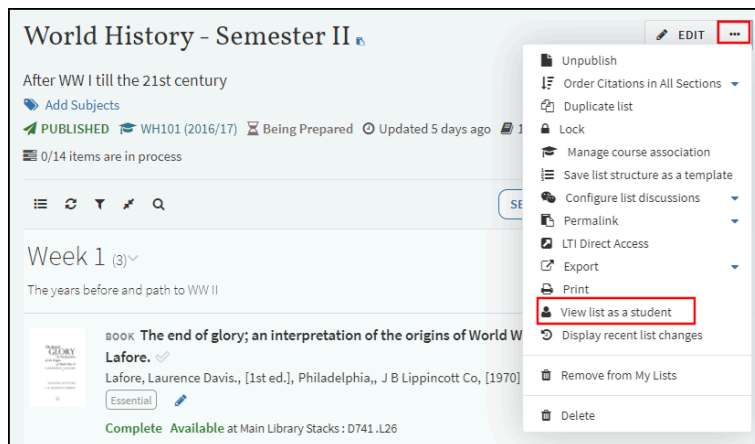 World History - Semester II
EDIT
After WW I till the 21st century
Add Subjects
PUBLISHED WH101 (2016/17) Being Prepared Updated 5 days ago 1
0/14 items are in process
SE
Week 1 (3)
The years before and path to WW II
BOOK The end of glory; an interpretation of the origins of World W
Lafore.
Lafore, Laurence Davis., [1st ed.], Philadelphia,, J B Lippincott Co, [1970]
Essential
Complete Available at Main Library Stacks : D741 .L26
Unpublish
Order Citations in All Sections
Duplicate list
Lock
Manage course association
Save list structure as a template
Configure list discussions
Permalink
LTI Direct Access
Export
Print
View list as a student
Display recent list changes
Remove from My Lists
Delete